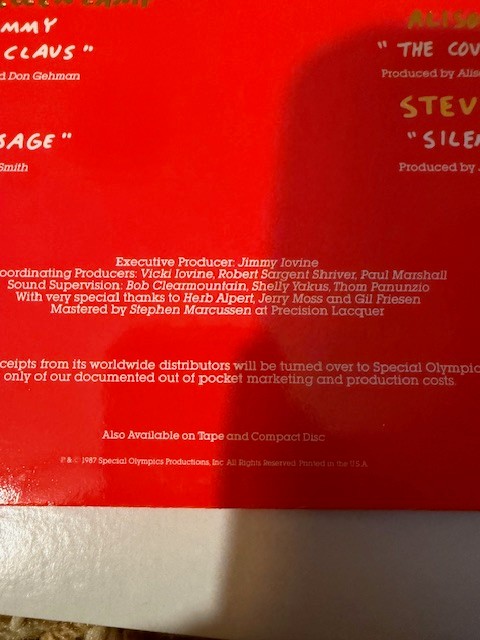 MMY
CLAUS"
d Don Gehman
SAGE"
Smith
ALISO
"THE COV
Produced by Alis
STEV
"SILEN
Produced by J
Executive Producer: Jimmy Iovine
oordinating Producers: Vicki Iovine, Robert Sargent Shriver, Paul Marshall
Sound Supervision: Bob Clearmountain, Shelly Yakus, Thom Panunzio
With very special thanks to Herb Alpert, Jerry Moss and Gil Friesen
Mastered by Stephen Marcussen at Precision Lacquer
ceipts from its worldwide distributors will be turned over to Special Olympic
only of our documented out of pocket marketing and production costs.
Also Available on Tape and Compact Disc
℗ & © 1987 Special Olympics Productions, Inc. All Rights Reserved. Printed in the U.S.A.